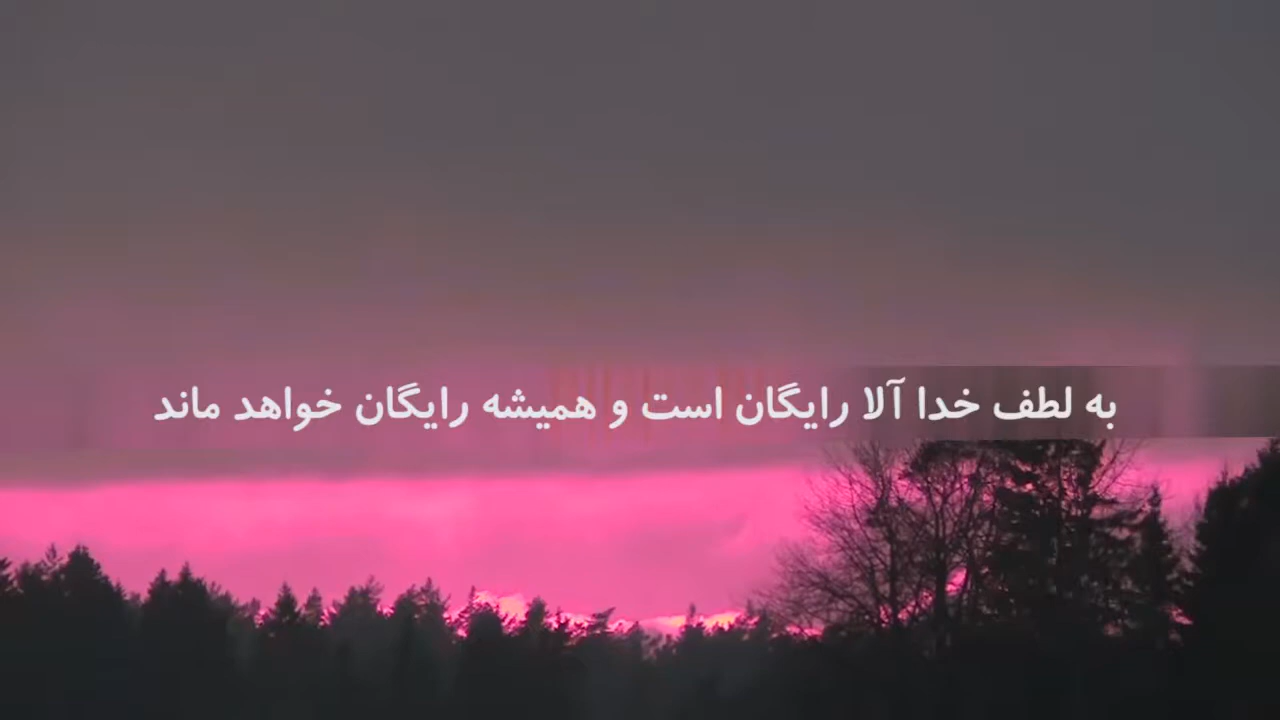 به لطف خدا آلا رایگان است و همیشه رایگان خواهد ماند